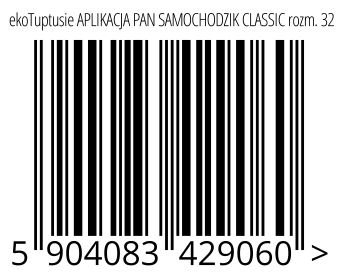 ekoTuptusie APLIKACJA PAN SAMOCHODZIK CLASSIC rozm. 32
5 904083 429060 >